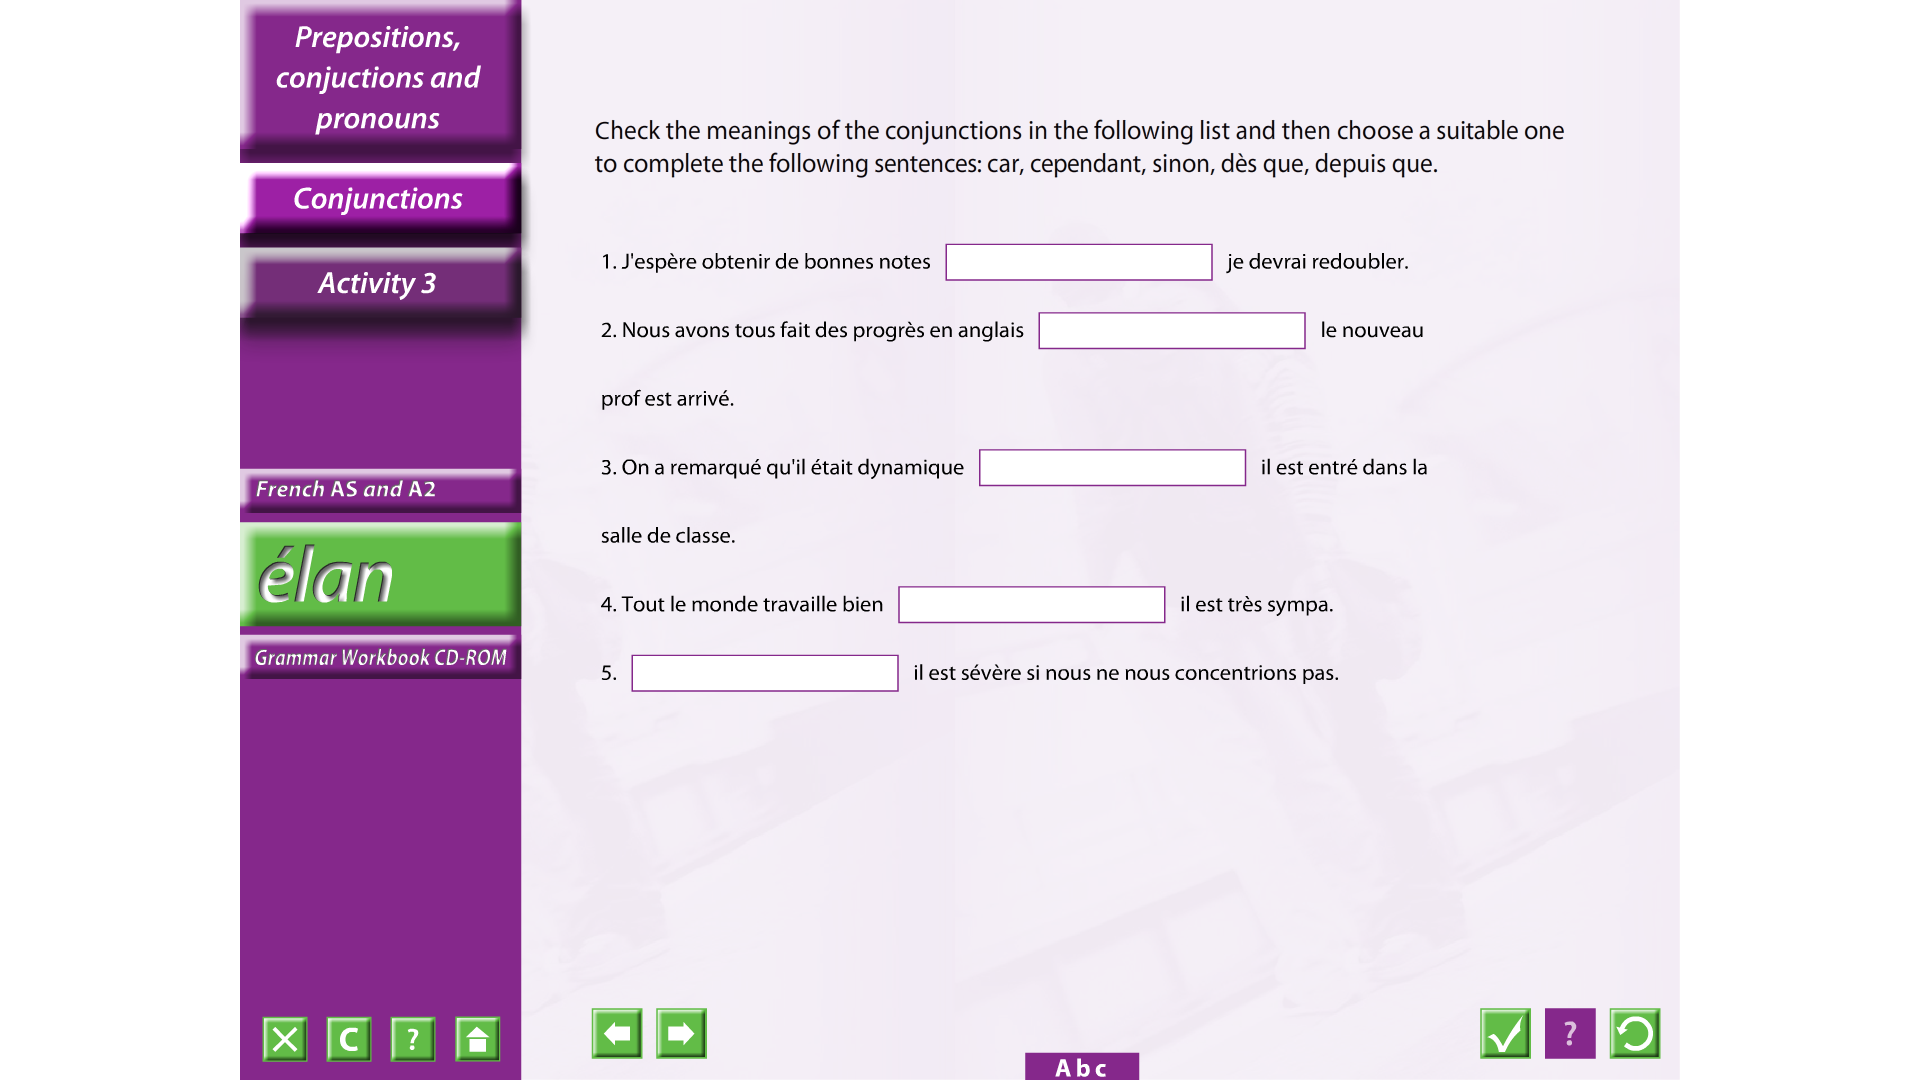 Prepositions,
conjuctions and
pronouns
Conjunctions
Activity 3
French AS and A2
élan
Grammar Workbook CD-ROM
C
?
Check the meanings of the conjunctions in the following list and then choose a suitable one
to complete the following sentences: car, cependant, sinon, dès que, depuis que.
1. J'espère obtenir de bonnes notes je devrai redoubler.
2. Nous avons tous fait des progrès en anglais le nouveau
prof est arrivé.
3. On a remarqué qu'il était dynamique il est entré dans la
salle de classe.
4. Tout le monde travaille bien il est très sympa.
5. il est sévère si nous ne nous concentrions pas.
?
Abc